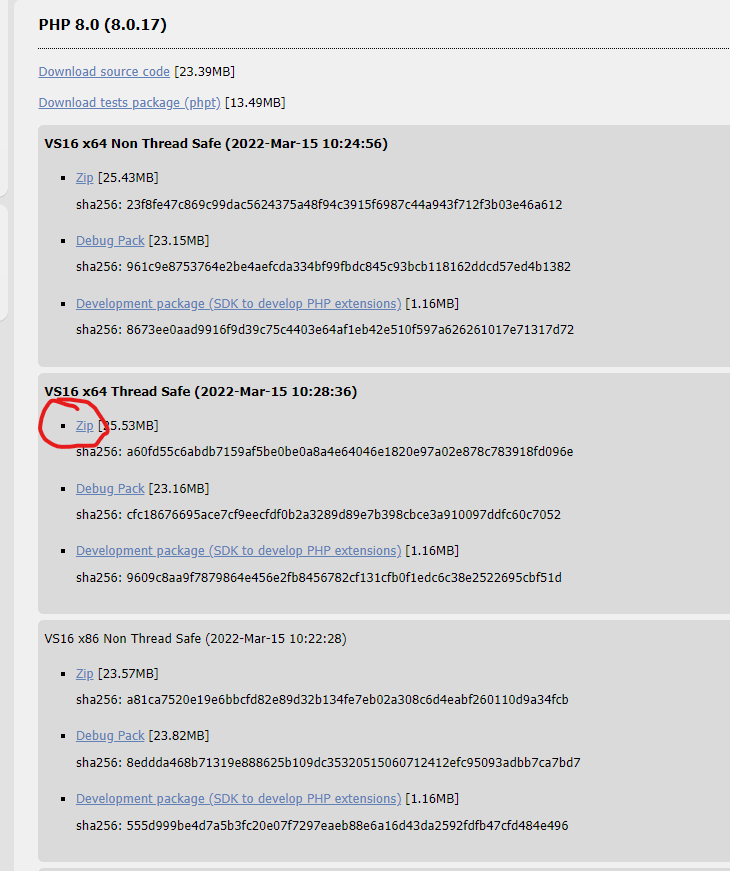 PHP 8.0 (8.0.17)
Download source code [23.39MB]
Download tests package (phpt) [13.49MB]
VS16 x64 Non Thread Safe (2022-Mar-15 10:24:56)
Zip [25.43MB]
sha256: 23f8fe47c869c99dac5624375a48f94c3915f6987c44a943f712f3b03e46a612
Debug Pack [23.15MB]
sha256: 961c9e8753764e2be4aefcda334bf99fbdc845c93bcb118162ddcd57ed4b1382
Development package (SDK to develop PHP extensions) [1.16MB]
sha256: 8673ee0aad9916f9d39c75c4403e64af1eb42e510f597a626261017e71317d72
VS16 x64 Thread Safe (2022-Mar-15 10:28:36)
Zip [25.53MB]
sha256: a60fd55c6abdb7159af5be0be0a8a4e64046e1820e97a02e878c783918fd096e
Debug Pack [23.16MB]
sha256: cfc18676695ace7cf9eecfdf0b2a3289d89e7b398cbce3a910097ddfc60c7052
Development package (SDK to develop PHP extensions) [1.16MB]
sha256: 9609c8aa9f7879864e456e2fb8456782cf131cfb0f1edc6c38e2522695cbf51d
VS16 x86 Non Thread Safe (2022-Mar-15 10:22:28)
Zip [23.57MB]
sha256: a81ca7520e19e6bbcfd82e89d32b134fe7eb02a308c6d4eabf260110d9a34fcb
Debug Pack [23.82MB]
sha256: 8eddda468b71319e888625b109dc35320515060712412efc95093adbb7ca7bd7
Development package (SDK to develop PHP extensions) [1.16MB]
sha256: 555d999be4d7a5b3fc20e07f7297eaeb88e6a16d43da2592fdfb47cfd484e496